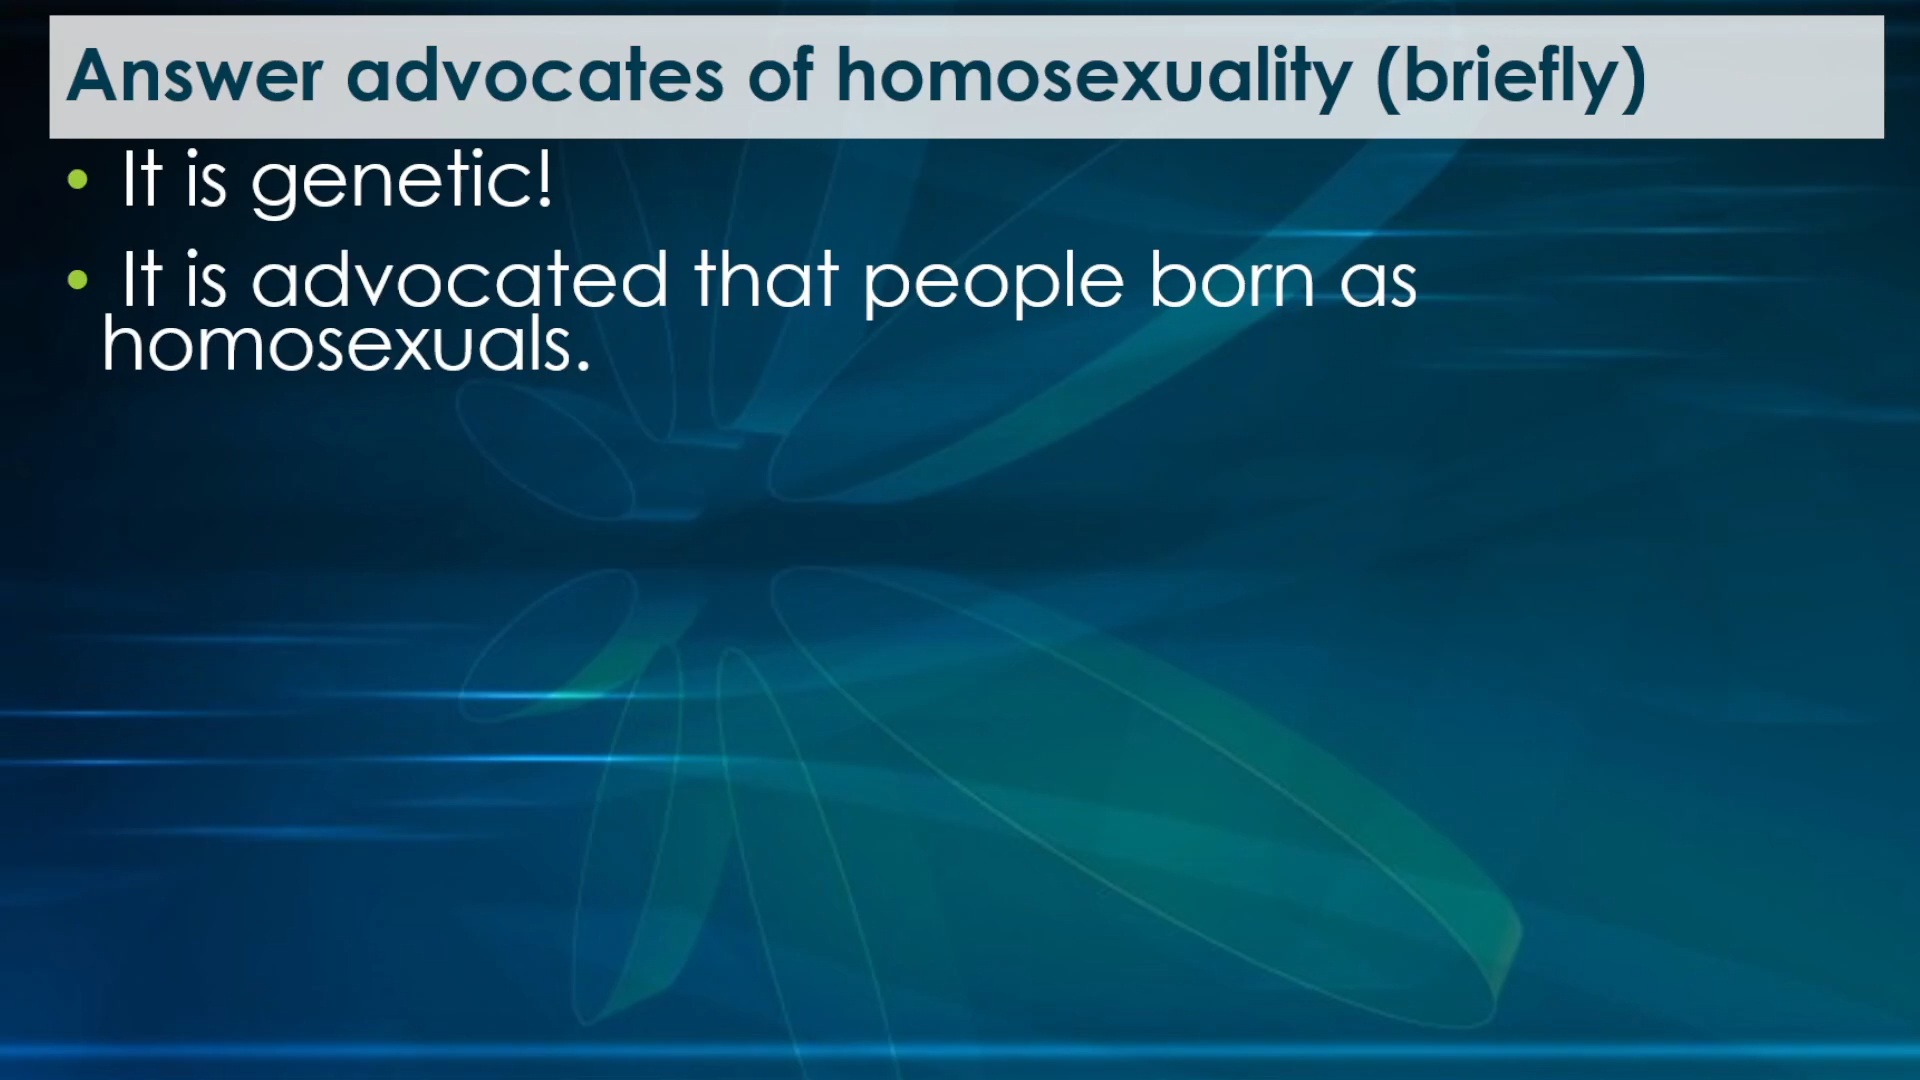 Answer advocates of homosexuality (briefly)
• It is genetic!
• It is advocated that people born as
homosexuals.